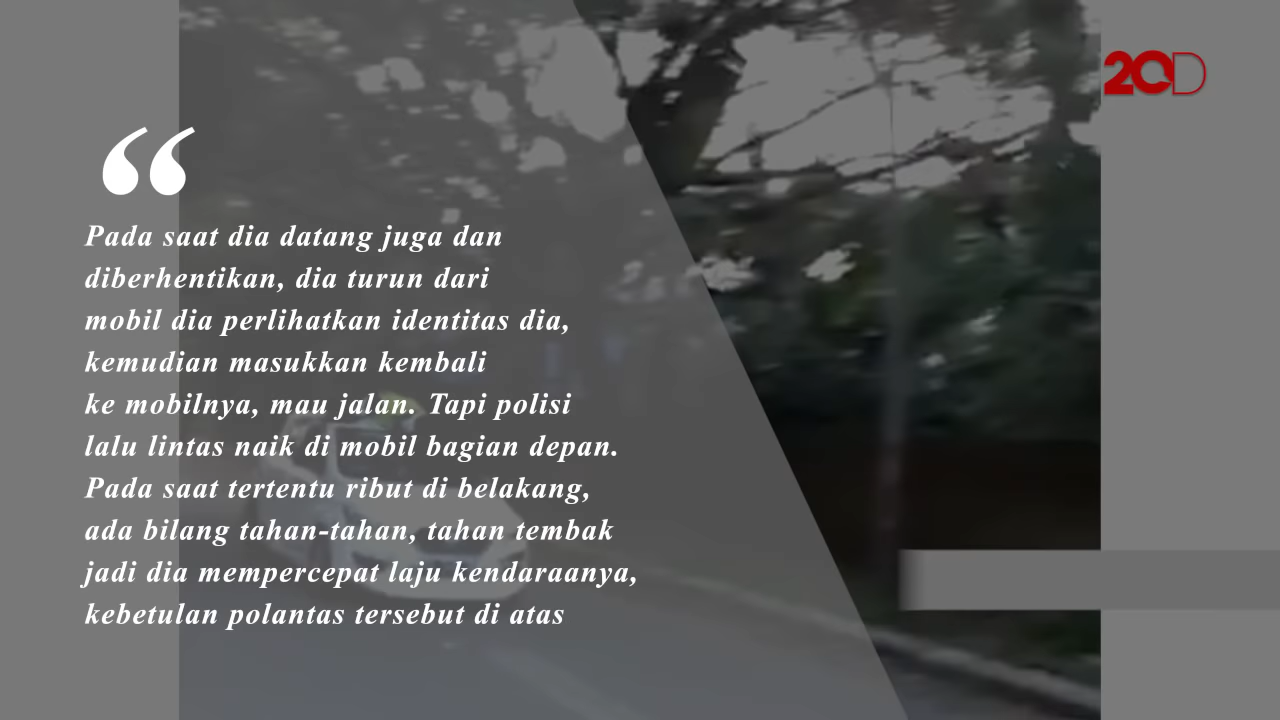 20D
“
Pada saat dia datang juga dan
diberhentikan, dia turun dari
mobil dia perlihatkan identitas dia,
kemudian masukkan kembali
ke mobilnya, mau jalan. Tapi polisi
lalu lintas naik di mobil bagian depan.
Pada saat tertentu ribut di belakang,
ada bilang tahan-tahan, tahan tembak
jadi dia mempercepat laju kendaraanya,
kebetulan polantas tersebut di atas